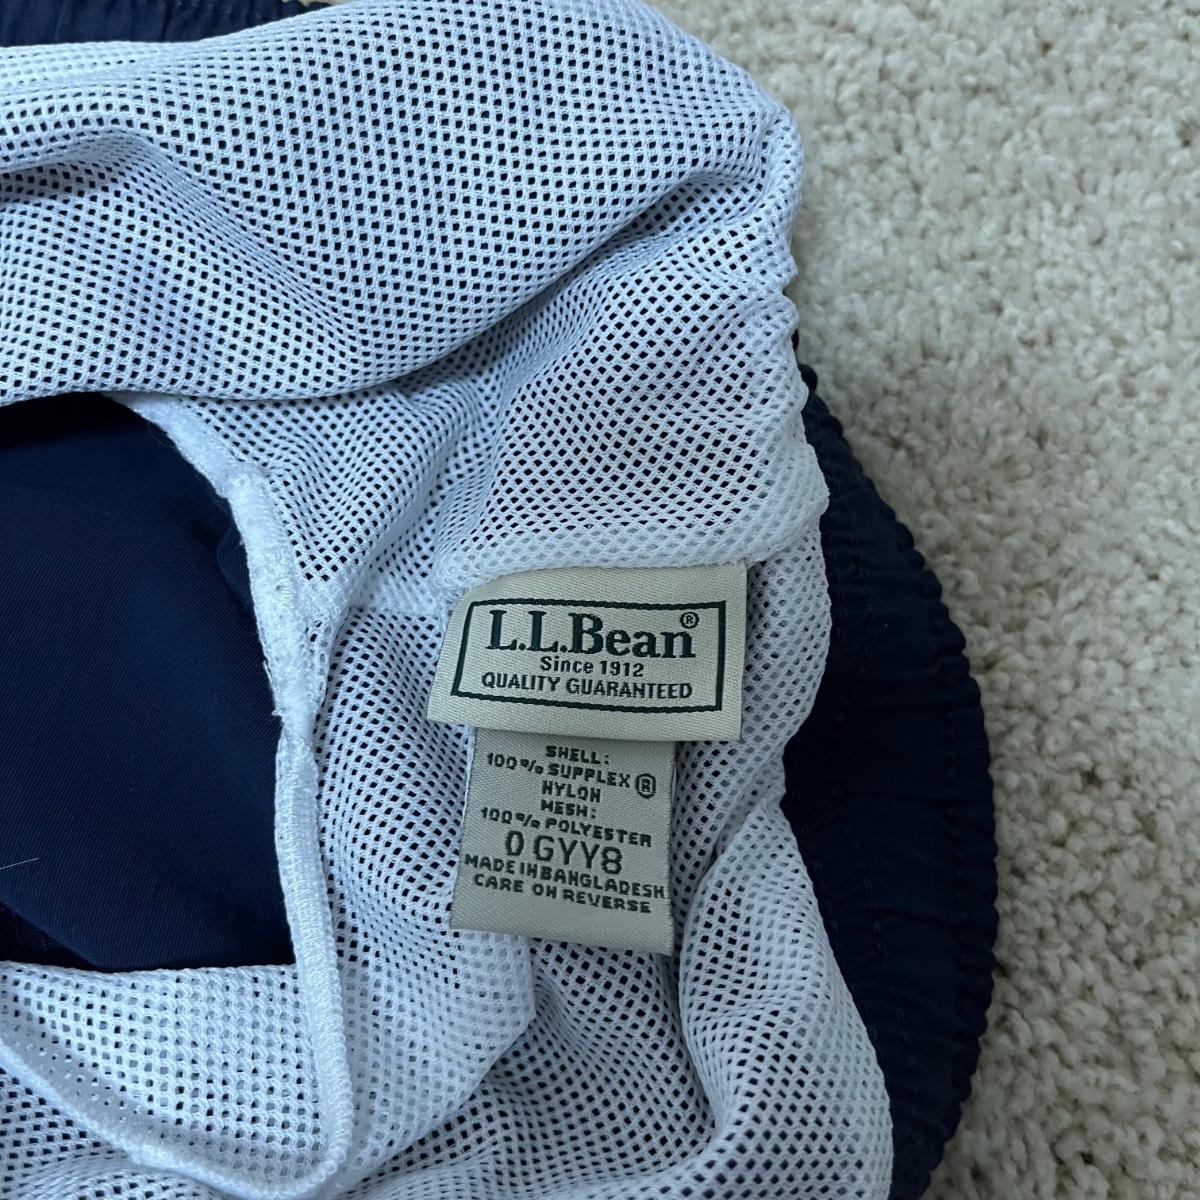 L.L.Bean®
Since 1912
QUALITY GUARANTEED
SHELL:
100% SUPPLEX ®
NYLON
MESH:
100% POLYESTER
0 GYY8
MADE IN BANGLADESH
CARE ON REVERSE